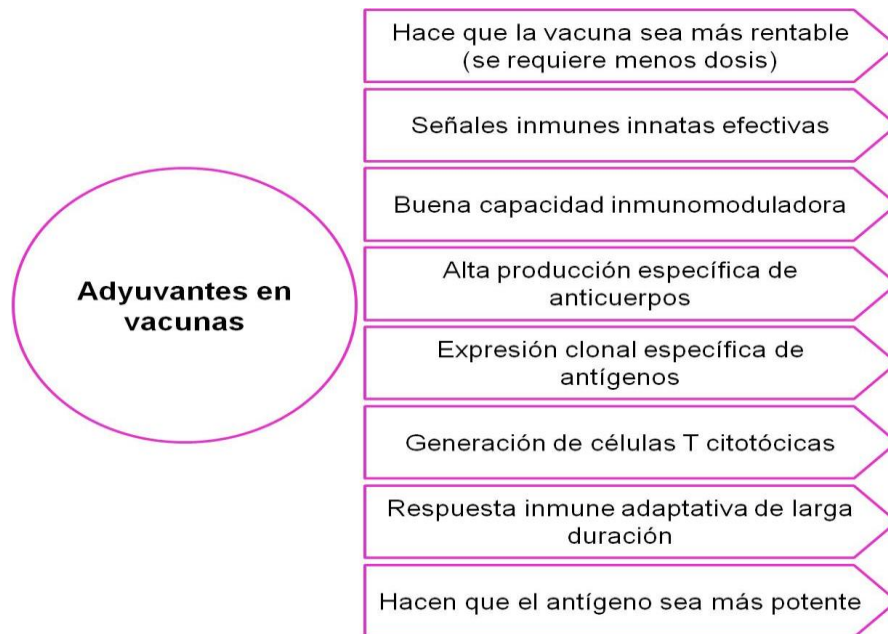 Hace que la vacuna sea más rentable
(se requiere menos dosis)
Señales inmunes innatas efectivas
Buena capacidad inmunomoduladora
Alta producción específica de
anticuerpos
Adyuvantes en
vacunas
Expresión clonal específica de
antígenos
Generación de células T citotócicas
Respuesta inmune adaptativa de larga
duración
Hacen que el antígeno sea más potente